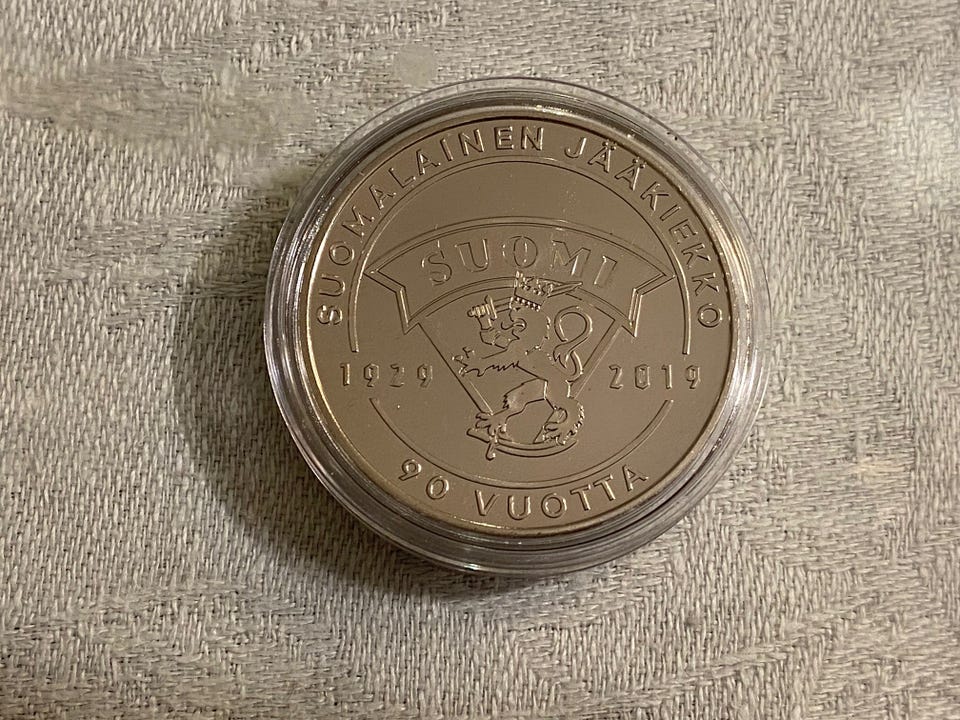 SUOMALAINEN JÄÄKIEKKO
SUOMI
1929 2019
90 VUOTTA